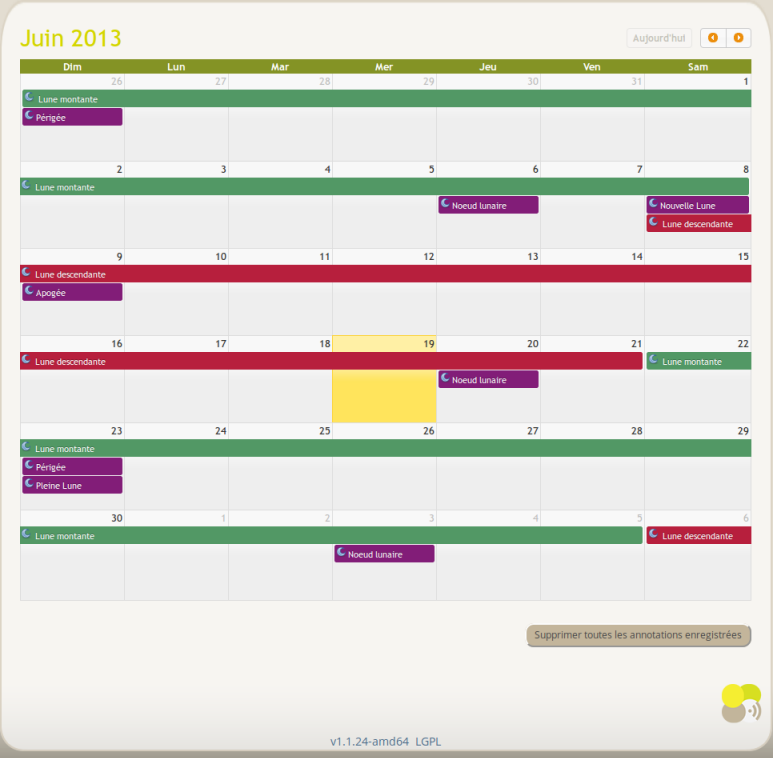 Juin 2013
Aujourd'hui
Dim Lun Mar Mer Jeu Ven Sam
26 27 28 29 30 31 1
Lune montante
Périgée
2 3 4 5 6 7 8
Lune montante
Noeud lunaire Nouvelle Lune
Lune descendante
9 10 11 12 13 14 15
Lune descendante
Apogée
16 17 18 19 20 21 22
Lune descendante Lune montante
Noeud lunaire
23 24 25 26 27 28 29
Lune montante
Périgée
Pleine Lune
30 1 2 3 4 5 6
Lune montante Lune descendante
Noeud lunaire
Supprimer toutes les annotations enregistrées
v1.1.24-amd64 LGPL